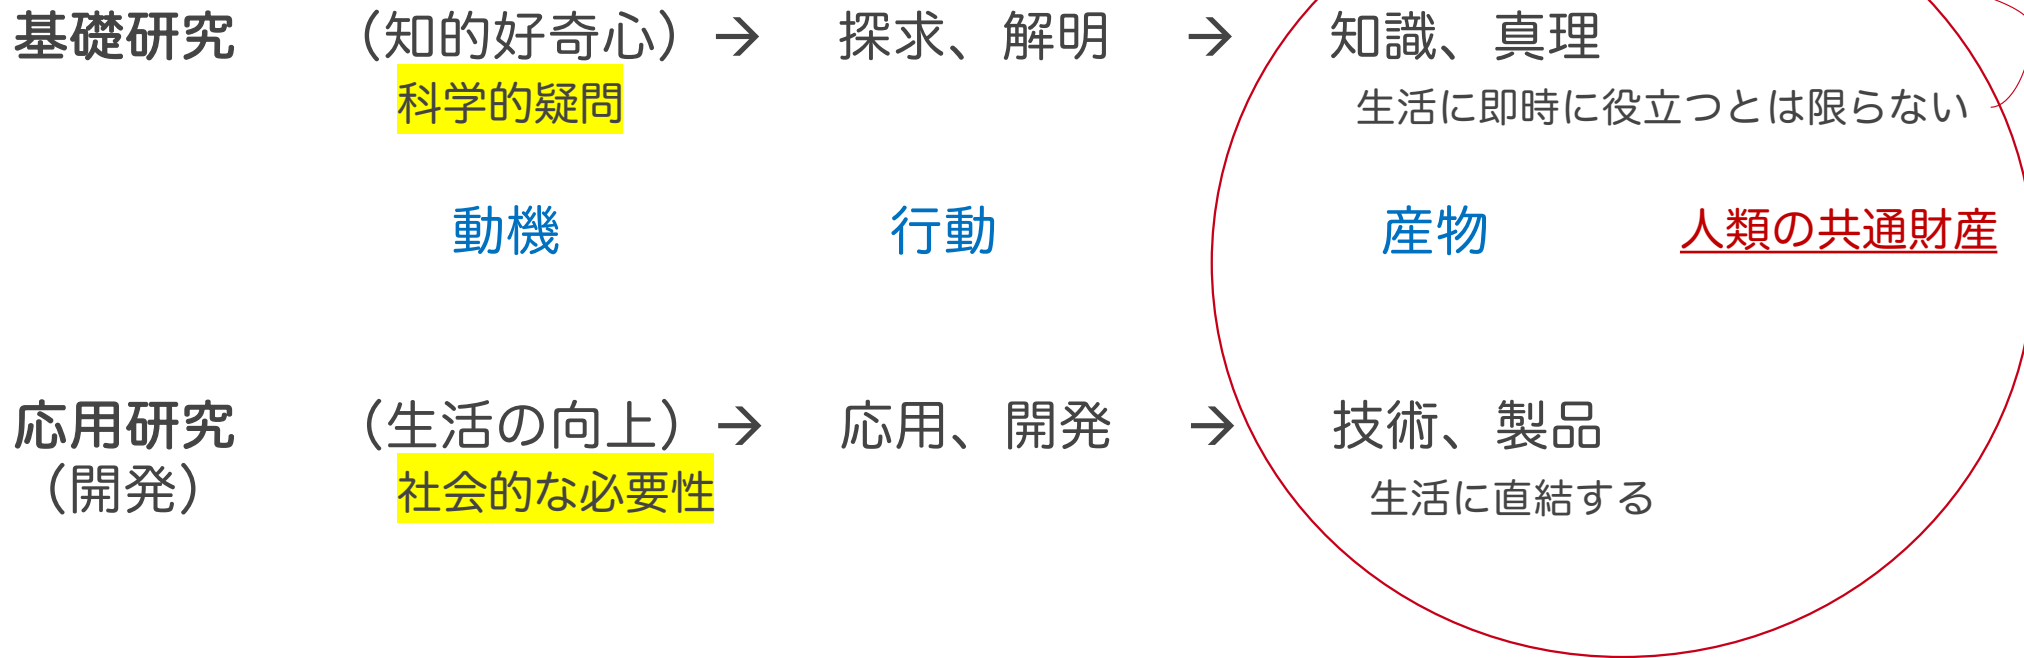 基礎研究 （知的好奇心）→ 探求、解明 → 知識、真理
科学的疑問 生活に即時に役立つとは限らない
動機 行動 産物 人類の共通財産
応用研究 （生活の向上）→ 応用、開発 → 技術、製品
（開発） 社会的な必要性 生活に直結する